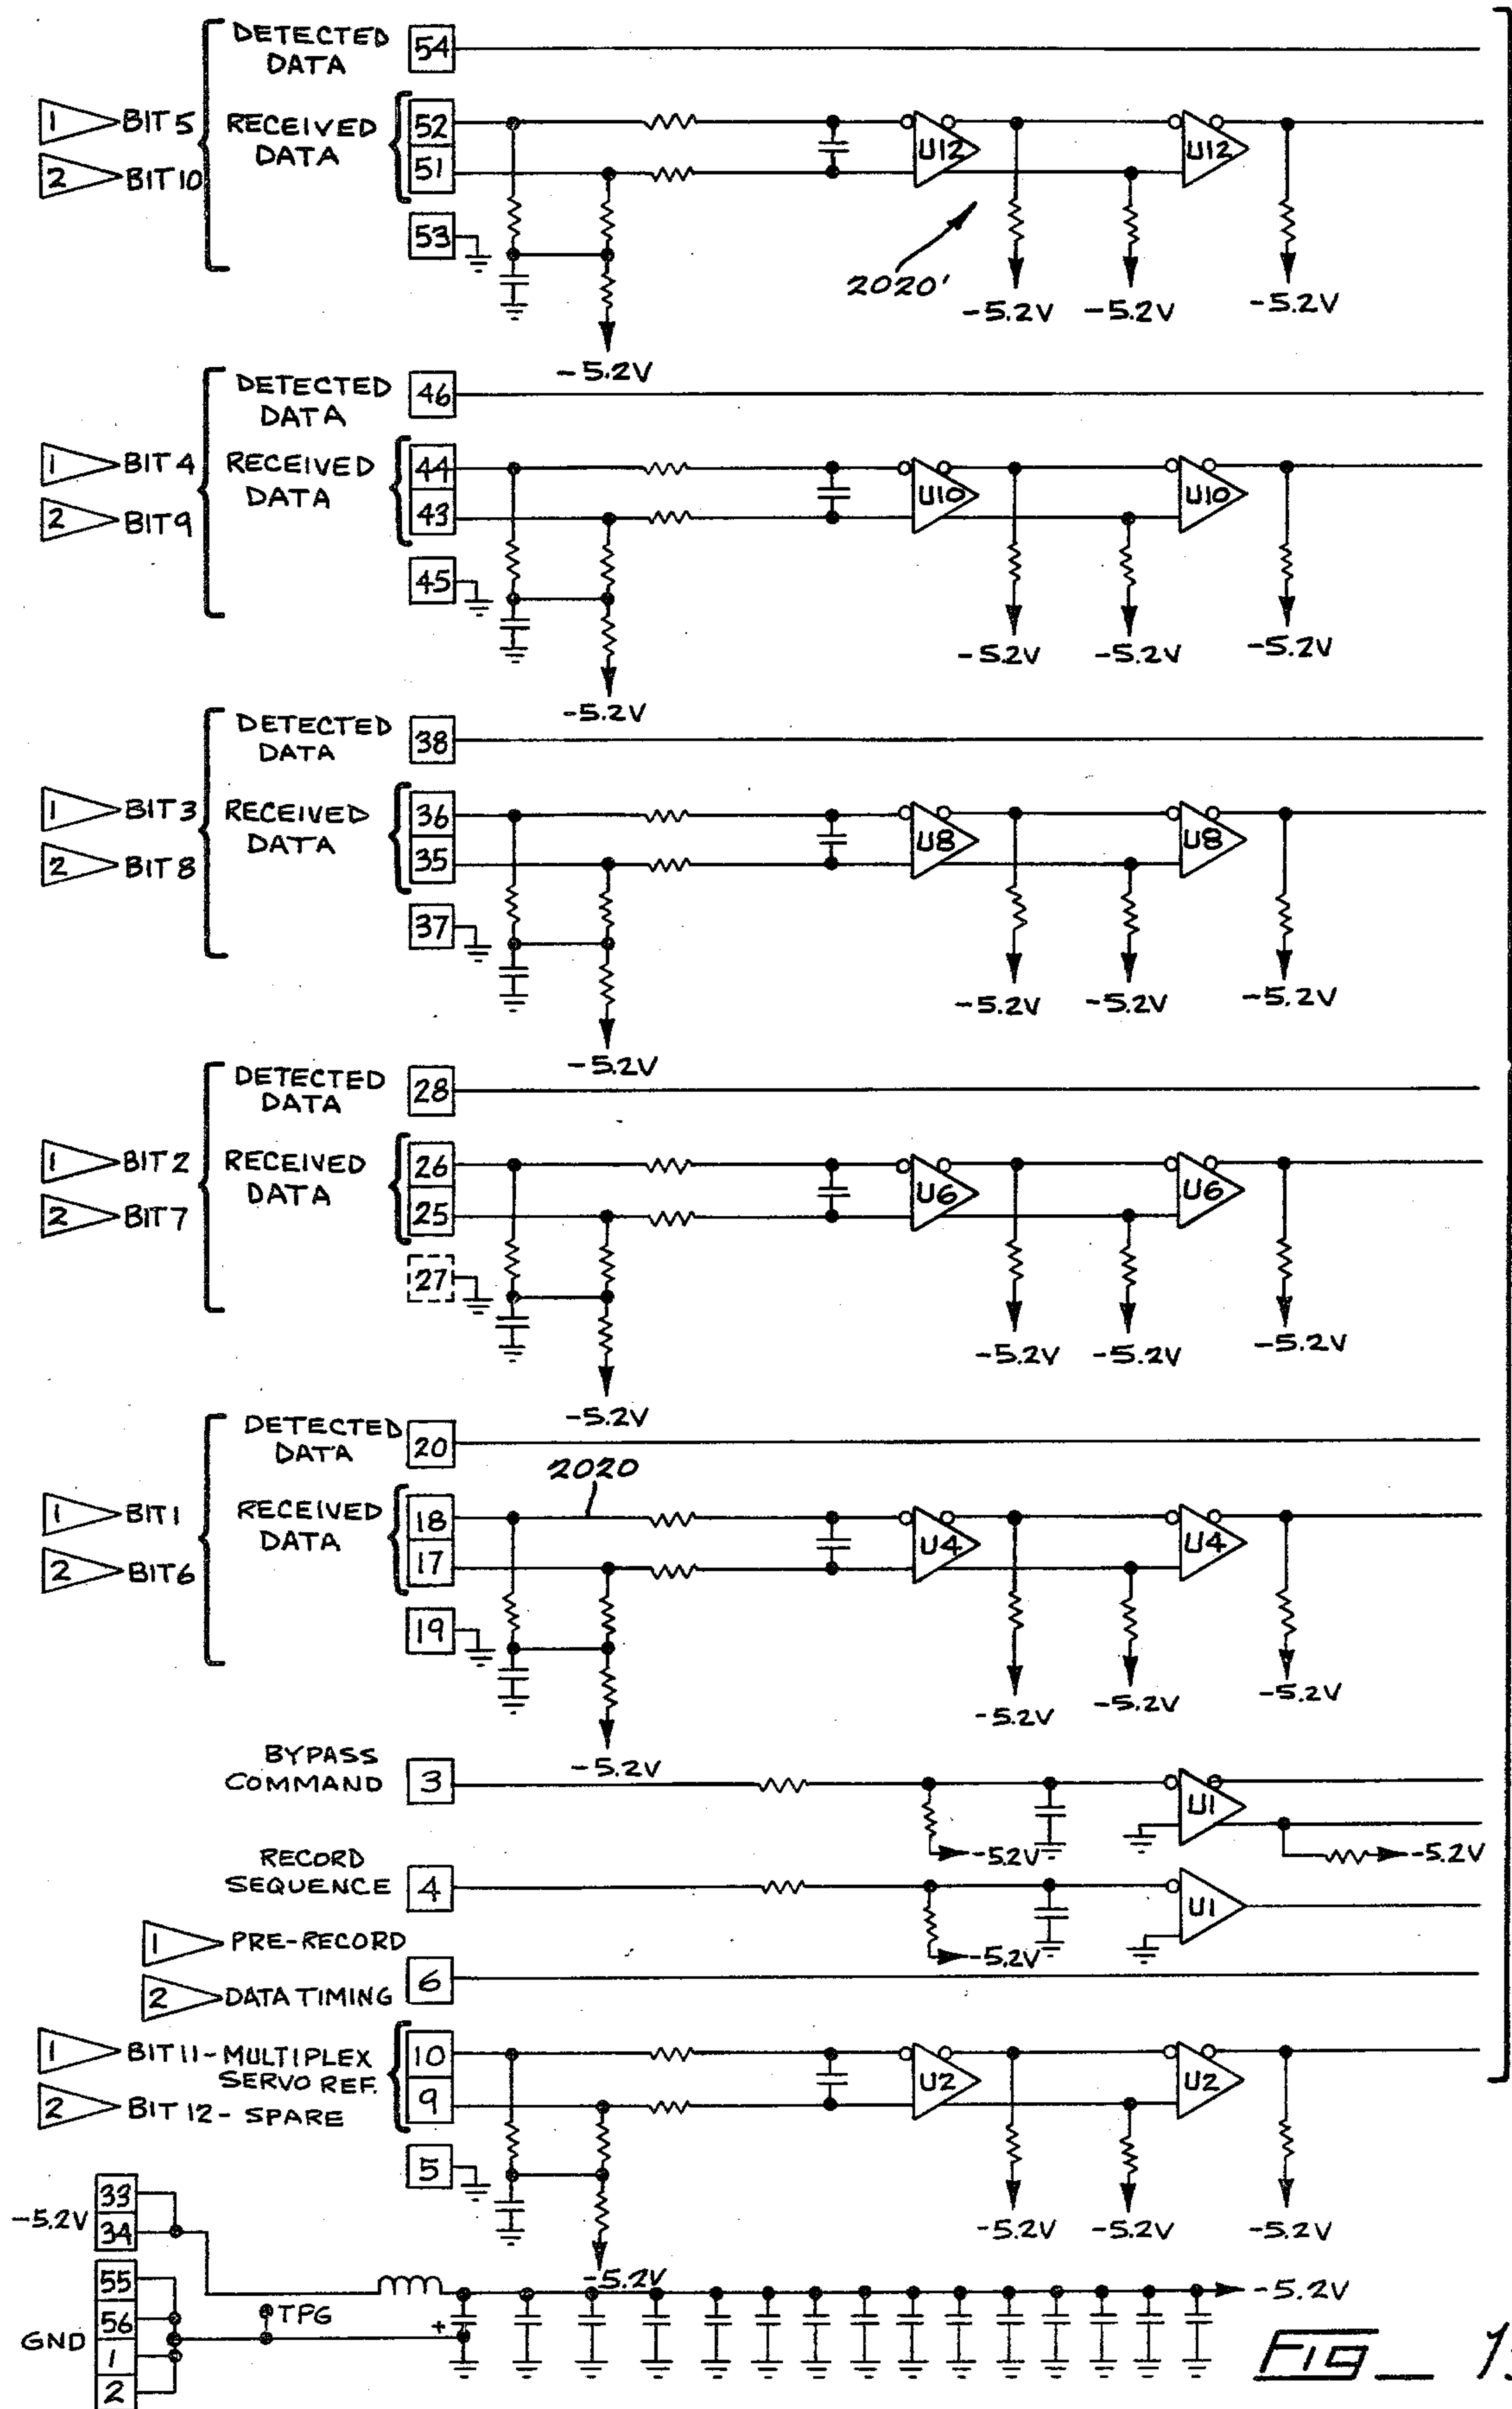 DETECTED
DATA
54
1 BIT 5
RECEIVED
DATA
52
51
U12
U12
2 BIT 10
53
2020'
-5.2V
-5.2V
-5.2V
-5.2V
DETECTED
DATA
46
1 BIT 4
RECEIVED
DATA
44
43
U10
U10
2 BIT 9
45
-5.2V
-5.2V
-5.2V
-5.2V
DETECTED
DATA
38
1 BIT 3
RECEIVED
DATA
36
35
U8
U8
2 BIT 8
37
-5.2V
-5.2V
-5.2V
-5.2V
DETECTED
DATA
28
1 BIT 2
RECEIVED
DATA
26
25
U6
U6
2 BIT 7
27
-5.2V
-5.2V
-5.2V
-5.2V
DETECTED
DATA
20
2020
1 BIT 1
RECEIVED
DATA
18
17
U4
U4
2 BIT 6
19
-5.2V
-5.2V
-5.2V
-5.2V
BYPASS
COMMAND
3
U1
-5.2V
-5.2V
RECORD
SEQUENCE
4
U1
-5.2V
1 PRE-RECORD
2 DATA TIMING
6
1 BIT 11-MULTIPLEX
SERVO REF.
10
9
U2
U2
2 BIT 12- SPARE
5
-5.2V
-5.2V
-5.2V
-5.2V
-5.2V
33
34
55
56
1
2
GND
TPG
+
-5.2V
FIG_